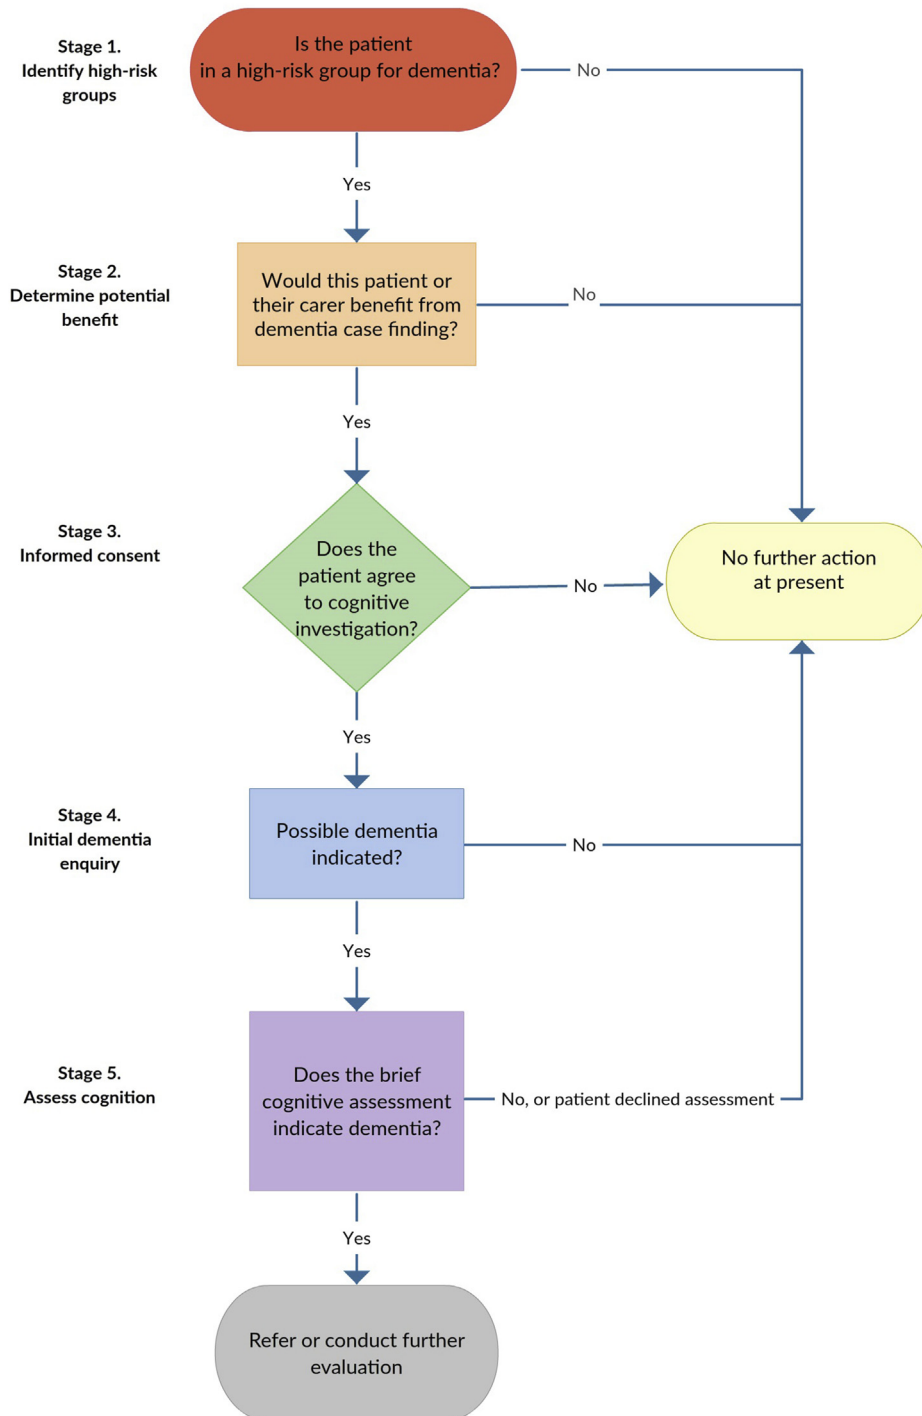 Stage 1.
Identify high-risk
groups
Is the patient
in a high-risk group for dementia?
No
Yes
Stage 2.
Determine potential
benefit
Would this patient or
their carer benefit from
dementia case finding?
No
Yes
Stage 3.
Informed consent
Does the
patient agree
to cognitive
investigation?
No
No further action
at present
Yes
Stage 4.
Initial dementia
enquiry
Possible dementia
indicated?
No
Yes
Stage 5.
Assess cognition
Does the brief
cognitive assessment
indicate dementia?
No, or patient declined assessment
Yes
Refer or conduct further
evaluation